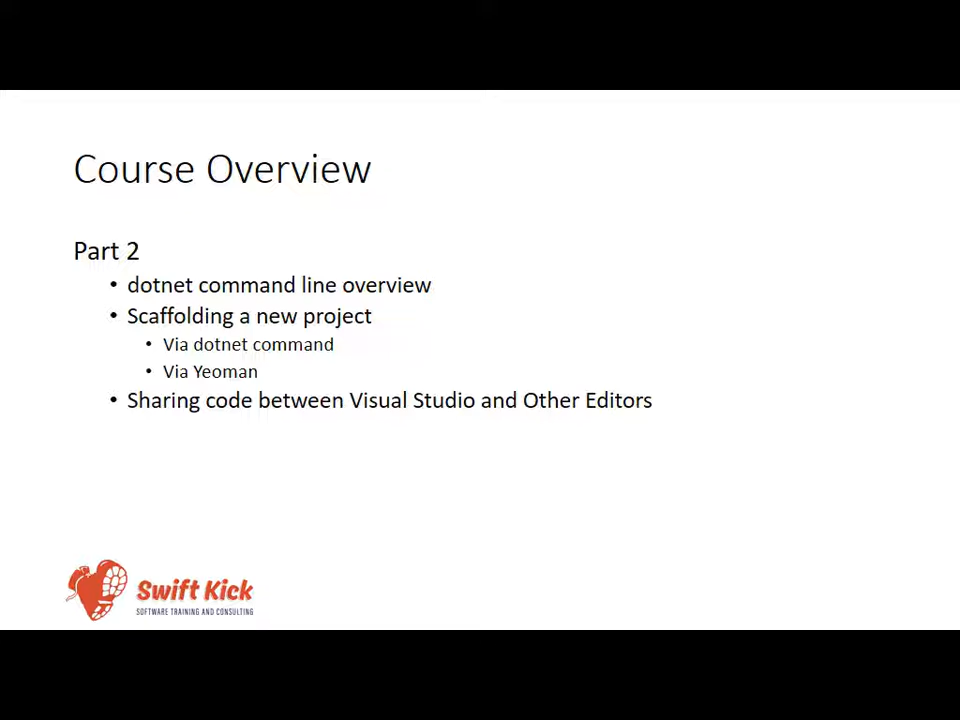 Course Overview
Part 2
• dotnet command line overview
• Scaffolding a new project
• Via dotnet command
• Via Yeoman
• Sharing code between Visual Studio and Other Editors
Swift Kick
SOFTWARE TRAINING AND CONSULTING